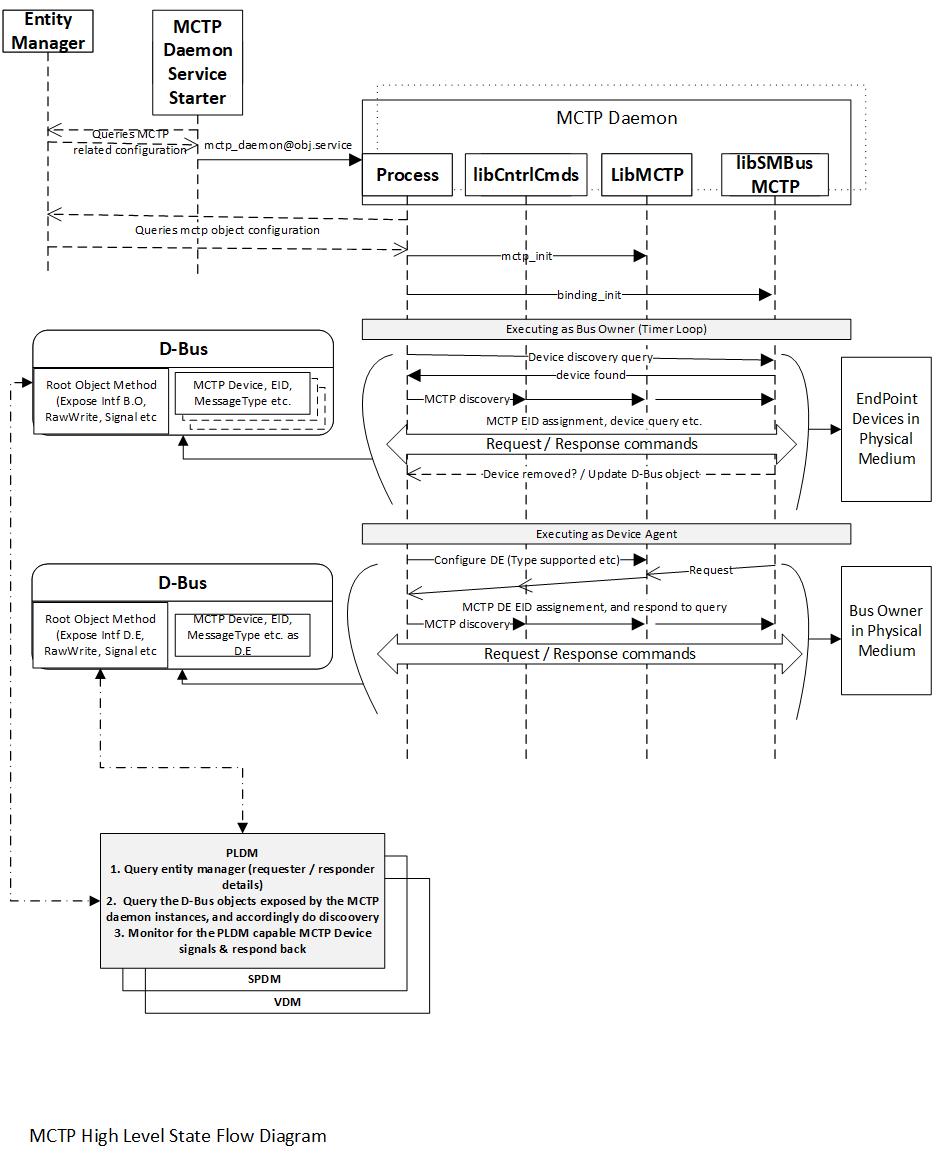 Entity
Manager
MCTP
Daemon
Service
Starter
MCTP Daemon
Queries MCTP
related configuration
mctp_daemon@obj.service
Process
libCntrlCmds
LibMCTP
libSMBus
MCTP
Queries mctp object configuration
mctp_init
binding_init
Executing as Bus Owner (Timer Loop)
D-Bus
Root Object Method
(Expose Intf B.O,
RawWrite, Signal etc
MCTP Device, EID,
MessageType etc.
Device discovery query
device found
MCTP discovery
MCTP EID assignment, device query etc.
Request / Response commands
Device removed? / Update D-Bus object
EndPoint
Devices in
Physical
Medium
Executing as Device Agent
D-Bus
Root Object Method
(Expose Intf D.E,
RawWrite, Signal etc
MCTP Device, EID,
MessageType etc. as
D.E
Configure DE (Type supported etc)
Request
MCTP DE EID assignement, and respond to query
MCTP discovery
Request / Response commands
Bus Owner
in Physical
Medium
PLDM
1. Query entity manager (requester / responder
details)
2. Query the D-Bus objects exposed by the MCTP
daemon instances, and accordingly do discoovery
3. Monitor for the PLDM capable MCTP Device
signals & respond back
SPDM
VDM
MCTP High Level State Flow Diagram